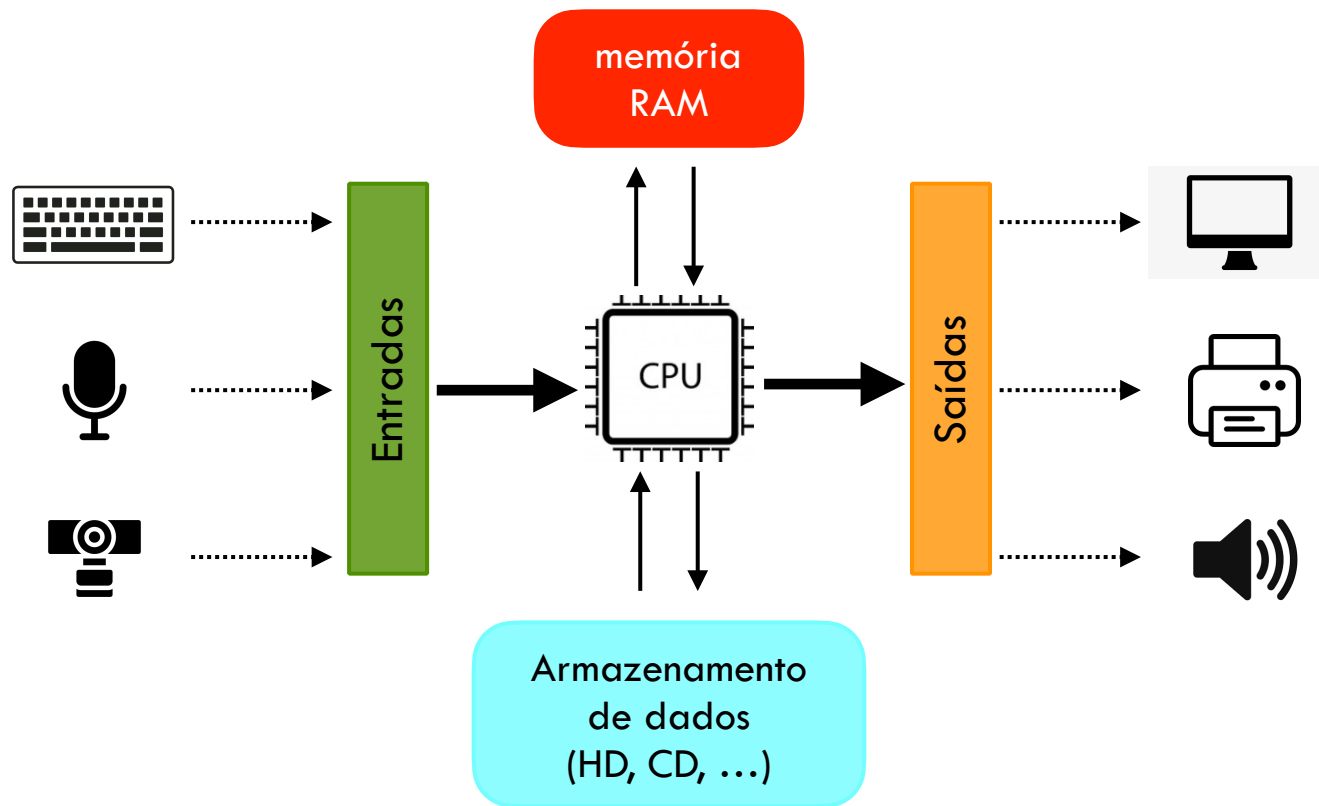 memória
RAM
Entradas
CPU
Saídas
Armazenamento
de dados
(HD, CD, ...)